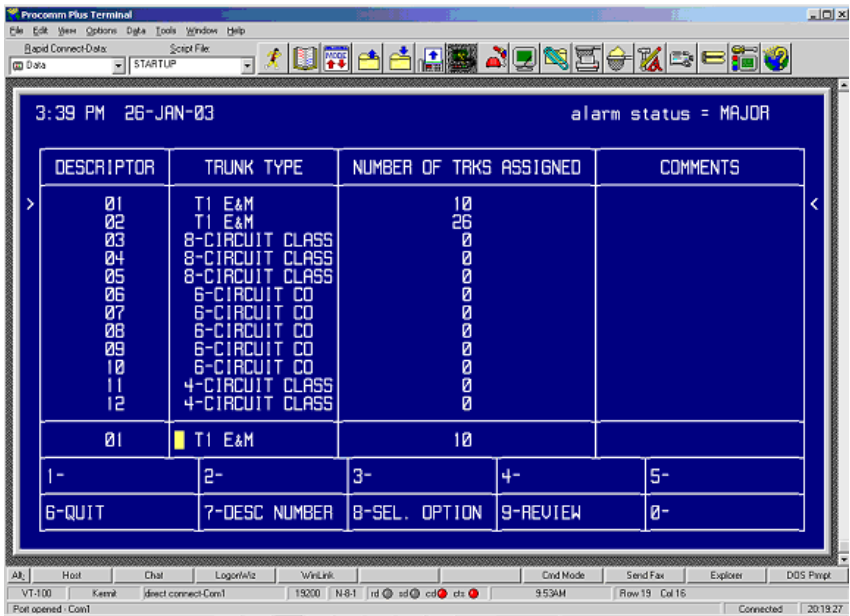 Procomm Plus Terminal
File Edit View Options Data Tools Window Help
Rapid Connect-Data: Script File:
Data STARTUP MODE
3:39 PM 26-JAN-03 alarm status = MAJOR
DESCRIPTOR TRUNK TYPE NUMBER OF TRKS ASSIGNED COMMENTS
> 01 T1 E&M 10 <
02 T1 E&M 26
03 8-CIRCUIT CLASS 0
04 8-CIRCUIT CLASS 0
05 8-CIRCUIT CLASS 0
06 6-CIRCUIT CO 0
07 6-CIRCUIT CO 0
08 6-CIRCUIT CO 0
09 6-CIRCUIT CO 0
10 6-CIRCUIT CO 0
11 4-CIRCUIT CLASS 0
12 4-CIRCUIT CLASS 0
01 T1 E&M 10
1- 2- 3- 4- 5-
6-QUIT 7-DESC NUMBER 8-SEL. OPTION 9-REVIEW 0-
Alt: Host Chat Logon/Wiz WinLink Cmd Mode Send Fax Explorer DOS Prmpt
VT-100 Kermit direct connect-Com1 19200 N-8-1 rd sd cd cts 9:53AM Row 19 Col 16
Port opened - Com1 Connected 20:19:27